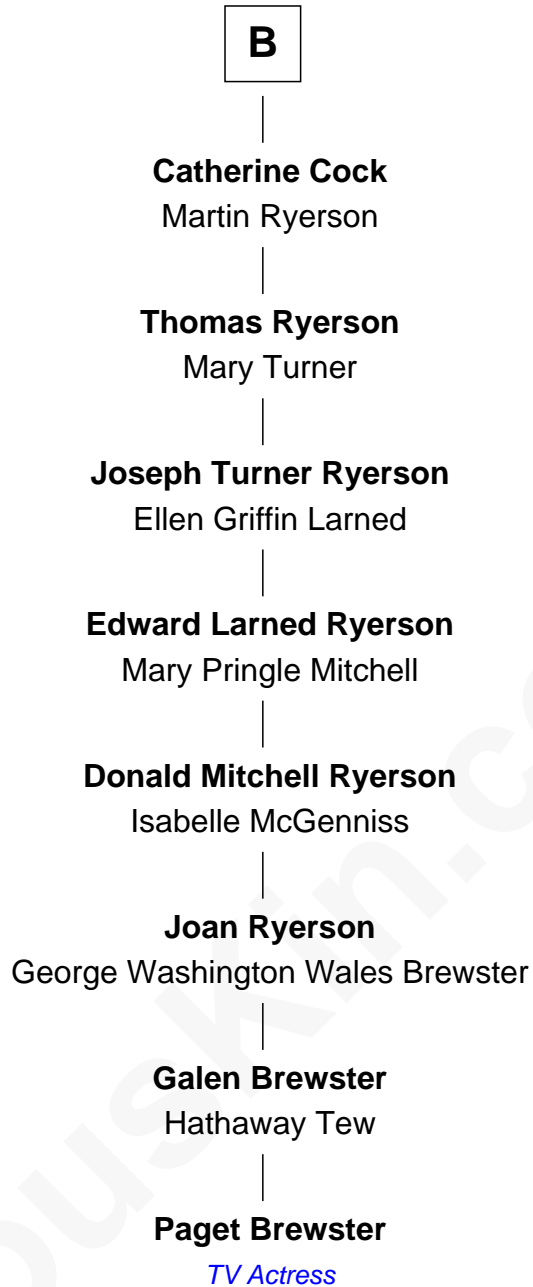 B
Catherine Cock
Martin Ryerson
Thomas Ryerson
Mary Turner
Joseph Turner Ryerson
Ellen Griffin Larned
Edward Larned Ryerson
Mary Pringle Mitchell
Donald Mitchell Ryerson
Isabelle McGenniss
Joan Ryerson
George Washington Wales Brewster
Galen Brewster
Hathaway Tew
Paget Brewster
TV Actress